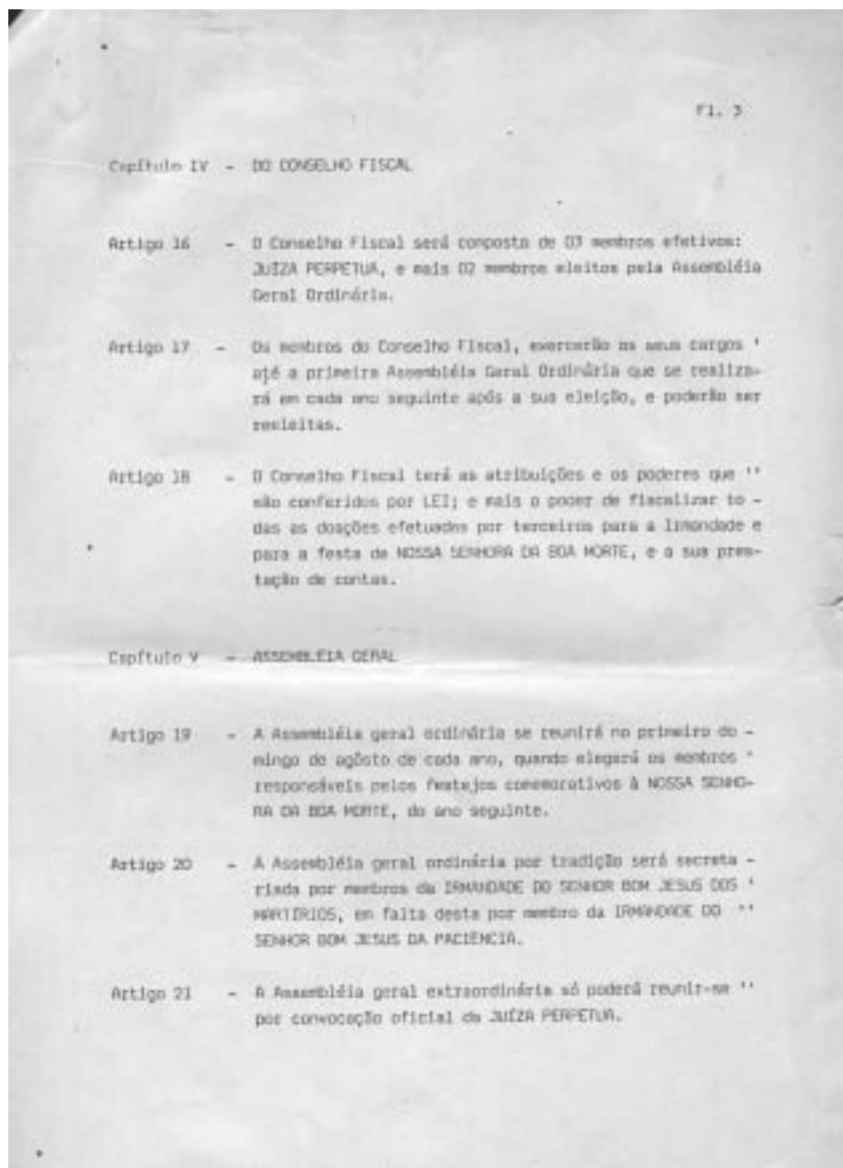 Fl. 3
Capítulo IV - DO CONSELHO FISCAL
Artigo 16 - O Conselho Fiscal será composto de 03 membros efetivos:
JUÍZA PERPETUA, e mais 02 membros eleitos pela Assembléia
Geral Ordinária.
Artigo 17 - Os membros do Conselho Fiscal, exercerão os seus cargos '
até a primeira Assembléia Geral Ordinária que se realiza-
rá em cada ano seguinte após a sua eleição, e poderão ser
reeleitos.
Artigo 18 - O Conselho Fiscal terá as atribuições e os poderes que ''
são conferidos por LEI; e mais o poder de fiscalizar to -
das as doações efetuadas por terceiros para a Irmandade e
para a festa de NOSSA SENHORA DA BOA MORTE, e a sua pres-
tação de contas.
Capítulo V - ASSEMBLEIA GERAL
Artigo 19 - A Assembléia geral ordinária se reunirá no primeiro do -
mingo de agôsto de cada ano, quando elegerá os membros '
responsáveis pelos festejos comemorativos à NOSSA SENHO-
RA DA BOA MORTE, do ano seguinte.
Artigo 20 - A Assembléia geral ordinária por tradição será secreta -
riada por membros da IRMANDADE DO SENHOR BOM JESUS DOS '
MARTIRIOS, em falta desta por membro da IRMANDADE DO ''
SENHOR BOM JESUS DA PACIÊNCIA.
Artigo 21 - A Assembléia geral extraordinária só poderá reunir-se ''
por convocação oficial da JUÍZA PERPETUA.